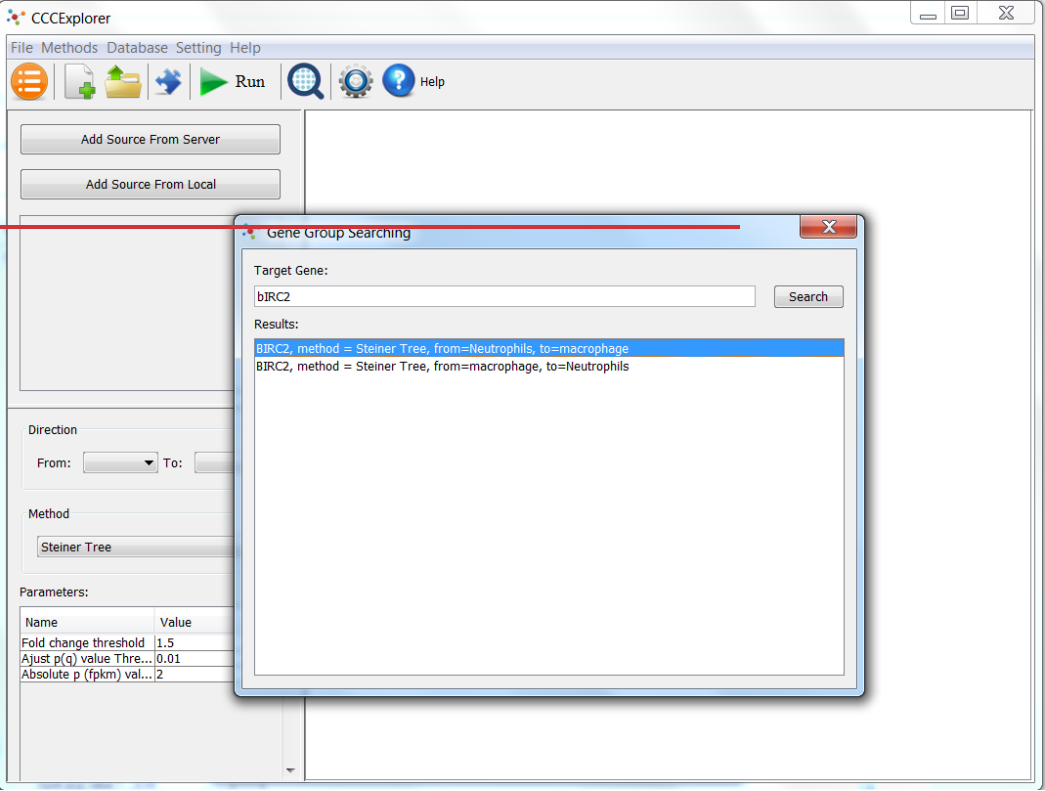 CCCExplorer
File Methods Database Setting Help
Run
Help
Add Source From Server
Add Source From Local
Gene Group Searching
Target Gene:
bIRC2
Search
Results:
BIRC2, method = Steiner Tree, from=Neutrophils, to=macrophage
BIRC2, method = Steiner Tree, from=macrophage, to=Neutrophils
Direction
From: To:
Method
Steiner Tree
Parameters:
Name Value
Fold change threshold 1.5
Ajust p(q) value Thre... 0.01
Absolute p (fpkm) val... 2